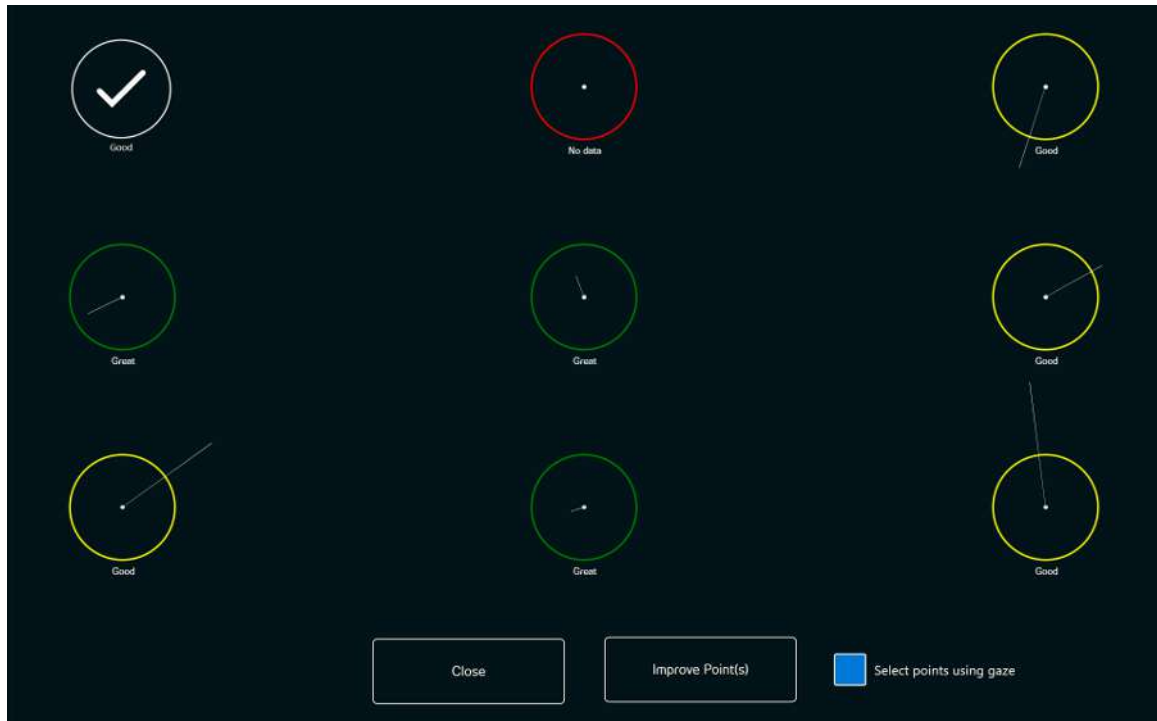 Good
No data
Good
Great
Great
Good
Good
Great
Good
Close
Improve Point(s)
Select points using gaze